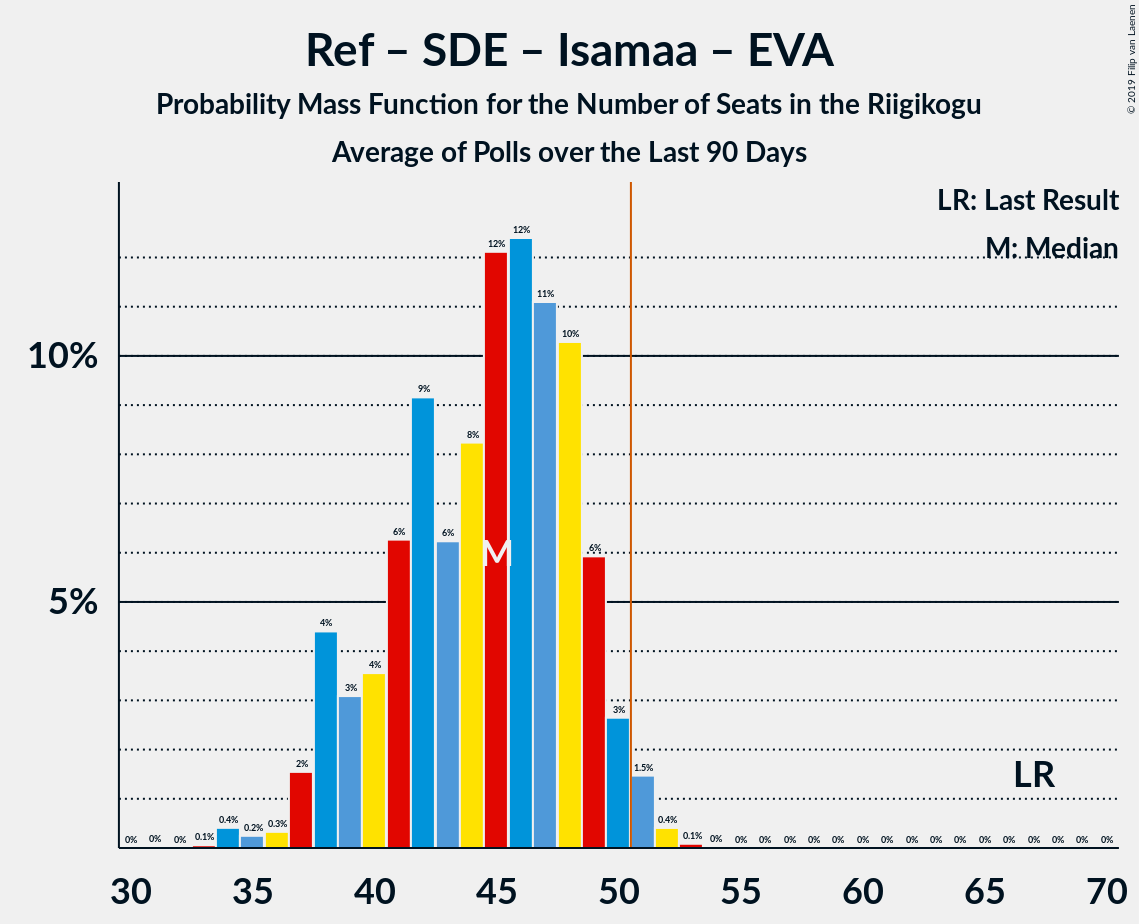 Ref – SDE – Isamaa – EVA
Probability Mass Function for the Number of Seats in the Riigikogu
Average of Polls over the Last 90 Days
© 2019 Filip van Laenen
LR: Last Result
M: Median
10%
5%
0% 0% 0% 0.1% 0.4% 0.2% 0.3% 2% 4% 3% 4% 6% 9% 6% 8% 12% 12% 11% 10% 6% 3% 1.5% 0.4% 0.1% 0% 0% 0% 0% 0% 0% 0% 0% 0% 0% 0% 0% 0% 0% 0% 0% 0%
M
LR
30 35 40 45 50 55 60 65 70